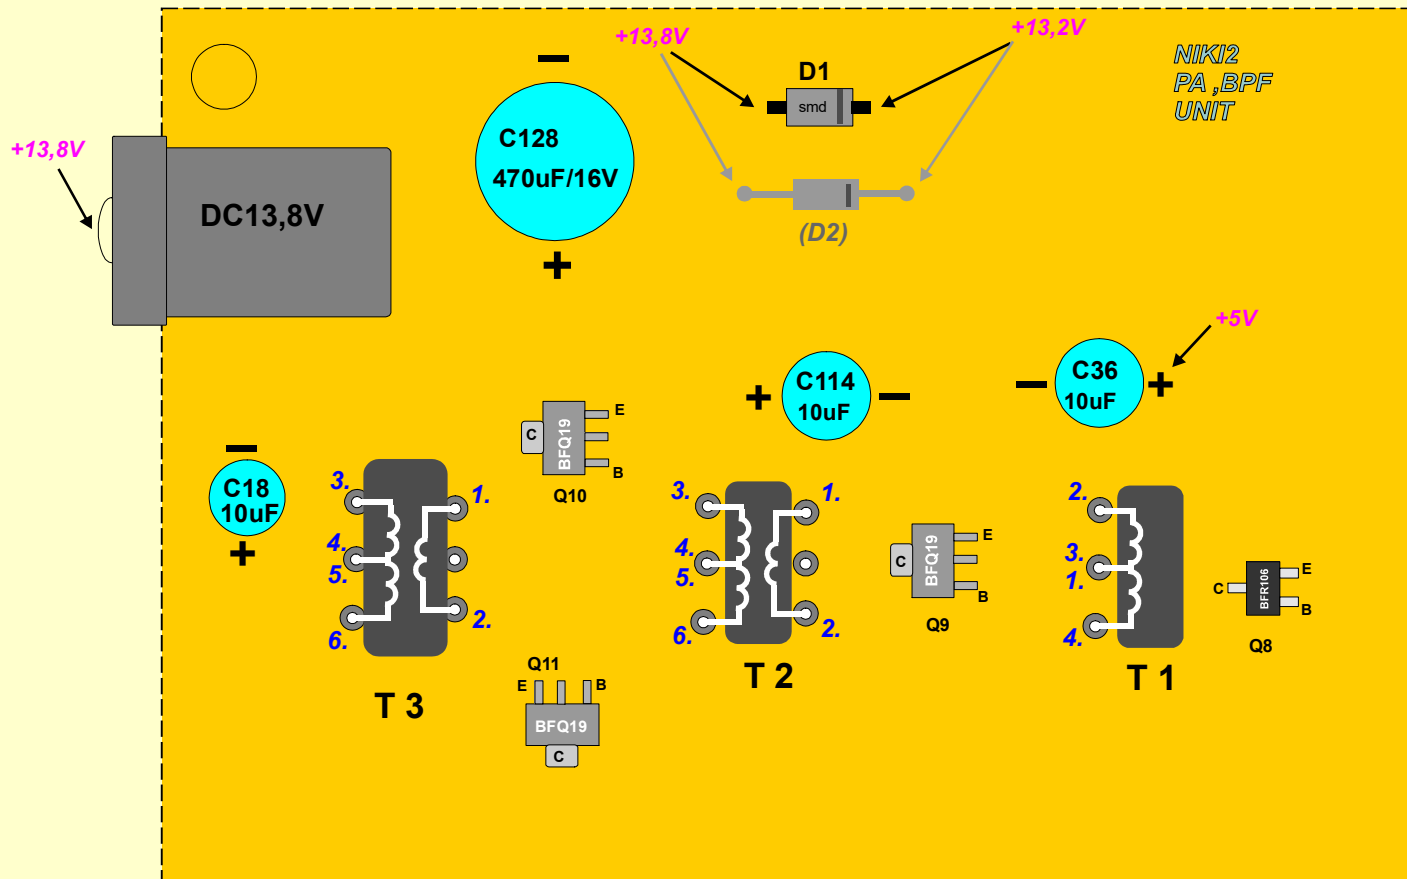 +13,8V
+13,2V
NIKI2
PA ,BPF
UNIT
D1
smd
C128
470uF/16V
+13,8V
DC13,8V
(D2)
+5V
C36
10uF
C114
10uF
C18
10uF
E
C
BFQ19
B
Q10
3.
1.
4.
5.
2.
6.
T 3
3.
1.
4.
5.
2.
6.
T 2
E
C
BFQ19
B
Q9
2.
3.
1.
4.
T 1
E
C
BFR106
B
Q8
Q11
E
B
BFQ19
C